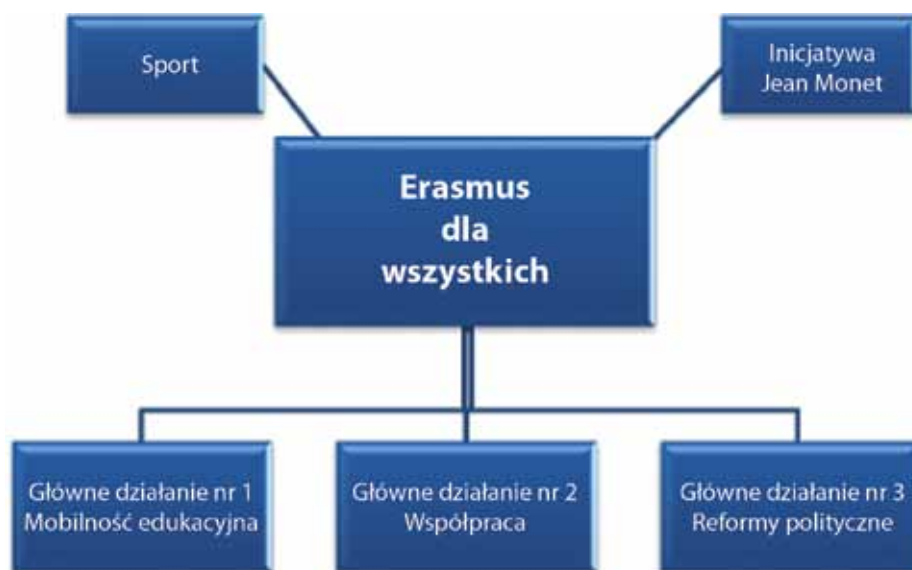 Sport
Inicjatywa
Jean Monet
Erasmus
dla
wszystkich
Główne działanie nr 1
Mobilność edukacyjna
Główne działanie nr 2
Współpraca
Główne działanie nr 3
Reformy polityczne